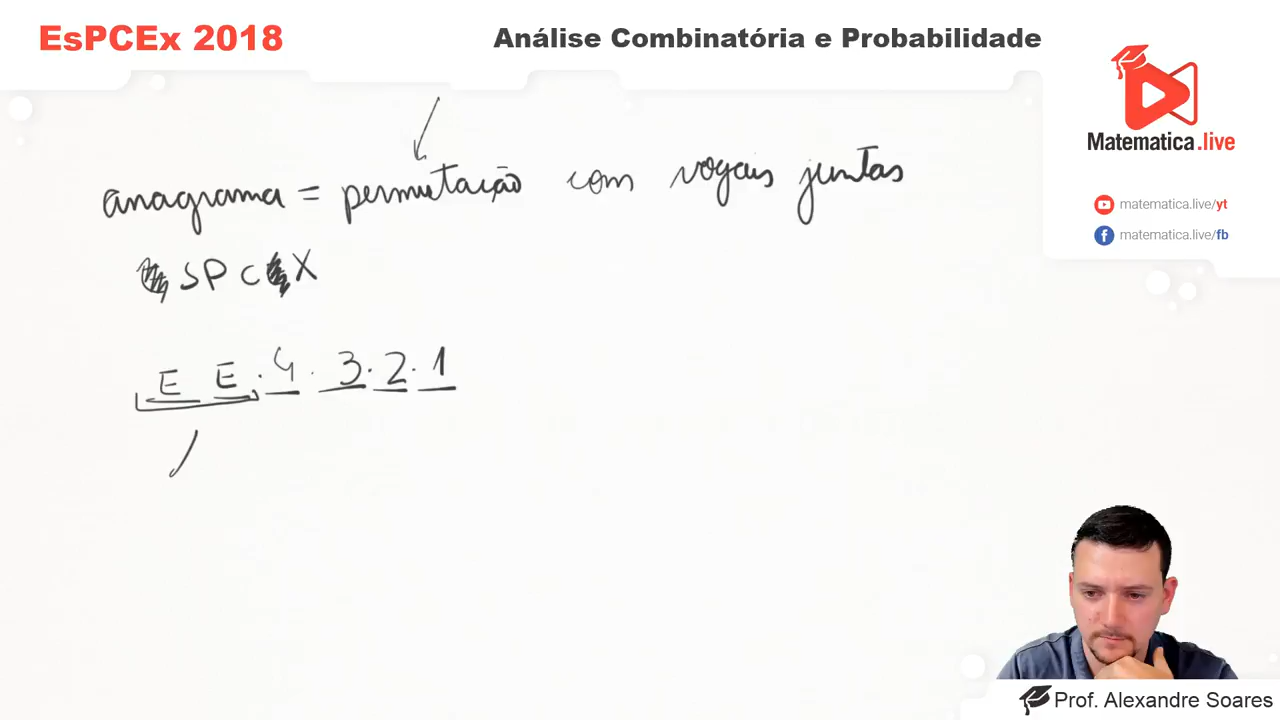 EsPCEx 2018
Análise Combinatória e Probabilidade
Matematica.live
matematica.live/yt
matematica.live/fb
anagrama = permutação com vogais juntas
SPC X
E E . 4 . 3 . 2 . 1
Prof. Alexandre Soares